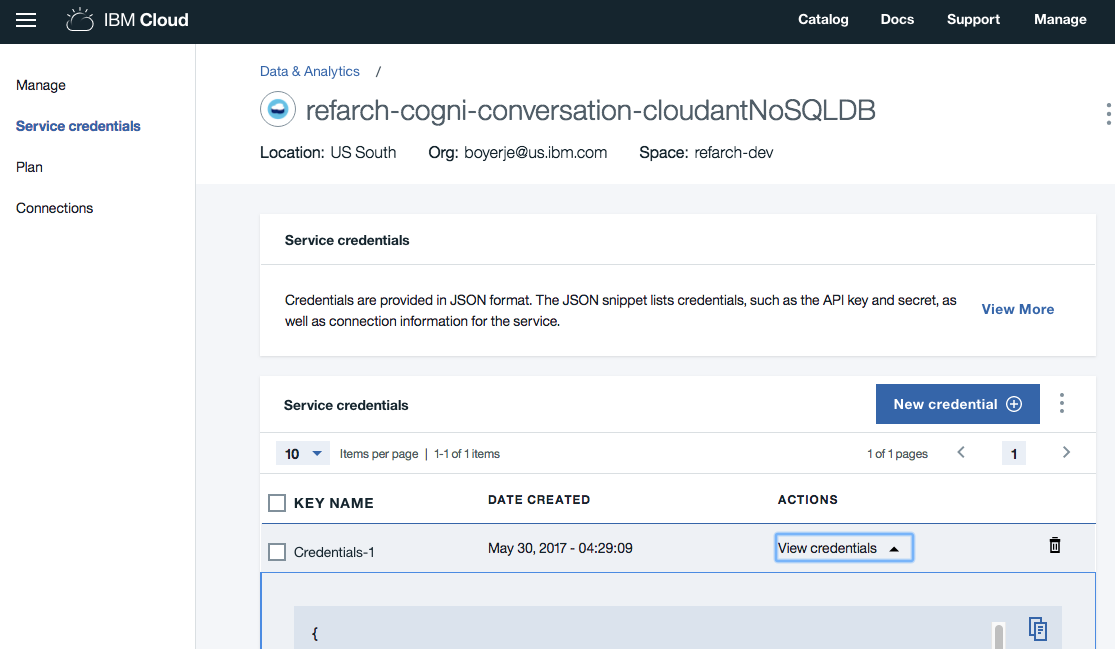 IBM Cloud
Catalog Docs Support Manage
Manage
Service credentials
Plan
Connections
Data & Analytics /
refarch-cogni-conversation-cloudantNoSQLDB
Location: US South Org: boyerje@us.ibm.com Space: refarch-dev
Service credentials
Credentials are provided in JSON format. The JSON snippet lists credentials, such as the API key and secret, as
well as connection information for the service.
View More
Service credentials
New credential
10 Items per page | 1-1 of 1 items 1 of 1 pages 1
KEY NAME DATE CREATED ACTIONS
Credentials-1 May 30, 2017 - 04:29:09 View credentials
{